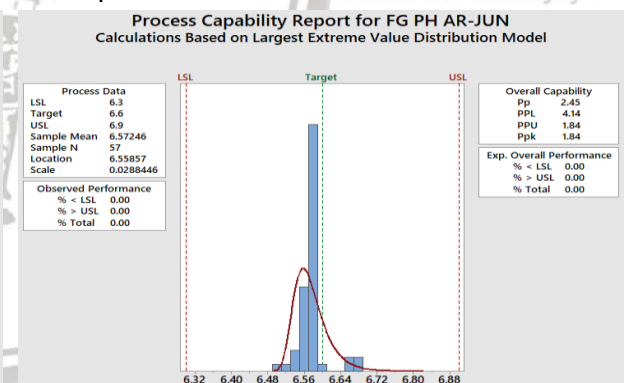 Process Capability Report for FG PH AR-JUN
Calculations Based on Largest Extreme Value Distribution Model
LSL Target USL
Process Data
LSL 6.3
Target 6.6
USL 6.9
Sample Mean 6.57246
Sample N 57
Location 6.55857
Scale 0.0288446
Observed Performance
% < LSL 0.00
% > USL 0.00
% Total 0.00
Overall Capability
Pp 2.45
PPL 4.14
PPU 1.84
Ppk 1.84
Exp. Overall Performance
% < LSL 0.00
% > USL 0.00
% Total 0.00
6.32 6.40 6.48 6.56 6.64 6.72 6.80 6.88